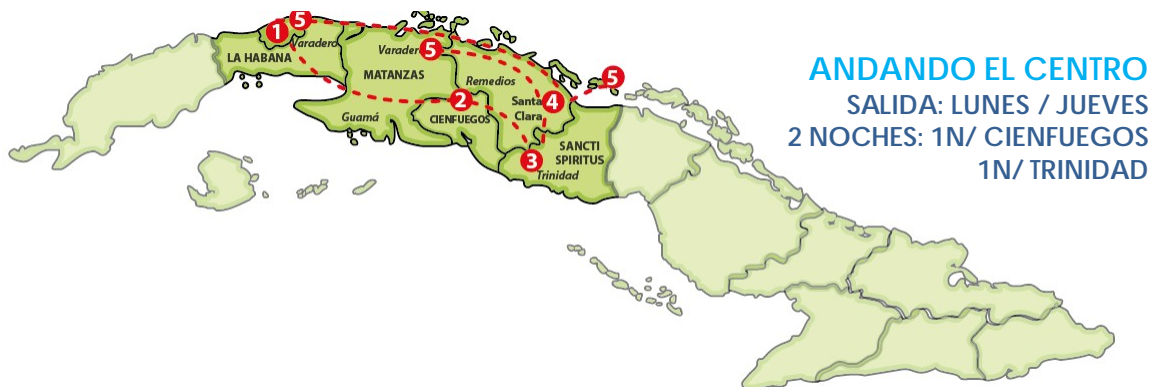 1
5
Varadero
LA HABANA
Varadero
5
MATANZAS
Remedios
5
2
Santa
Clara
4
Guamá
CIENFUEGOS
SANCTI
SPIRITUS
3
Trinidad
ANDANDO EL CENTRO
SALIDA: LUNES / JUEVES
2 NOCHES: 1N/ CIENFUEGOS
1N/ TRINIDAD